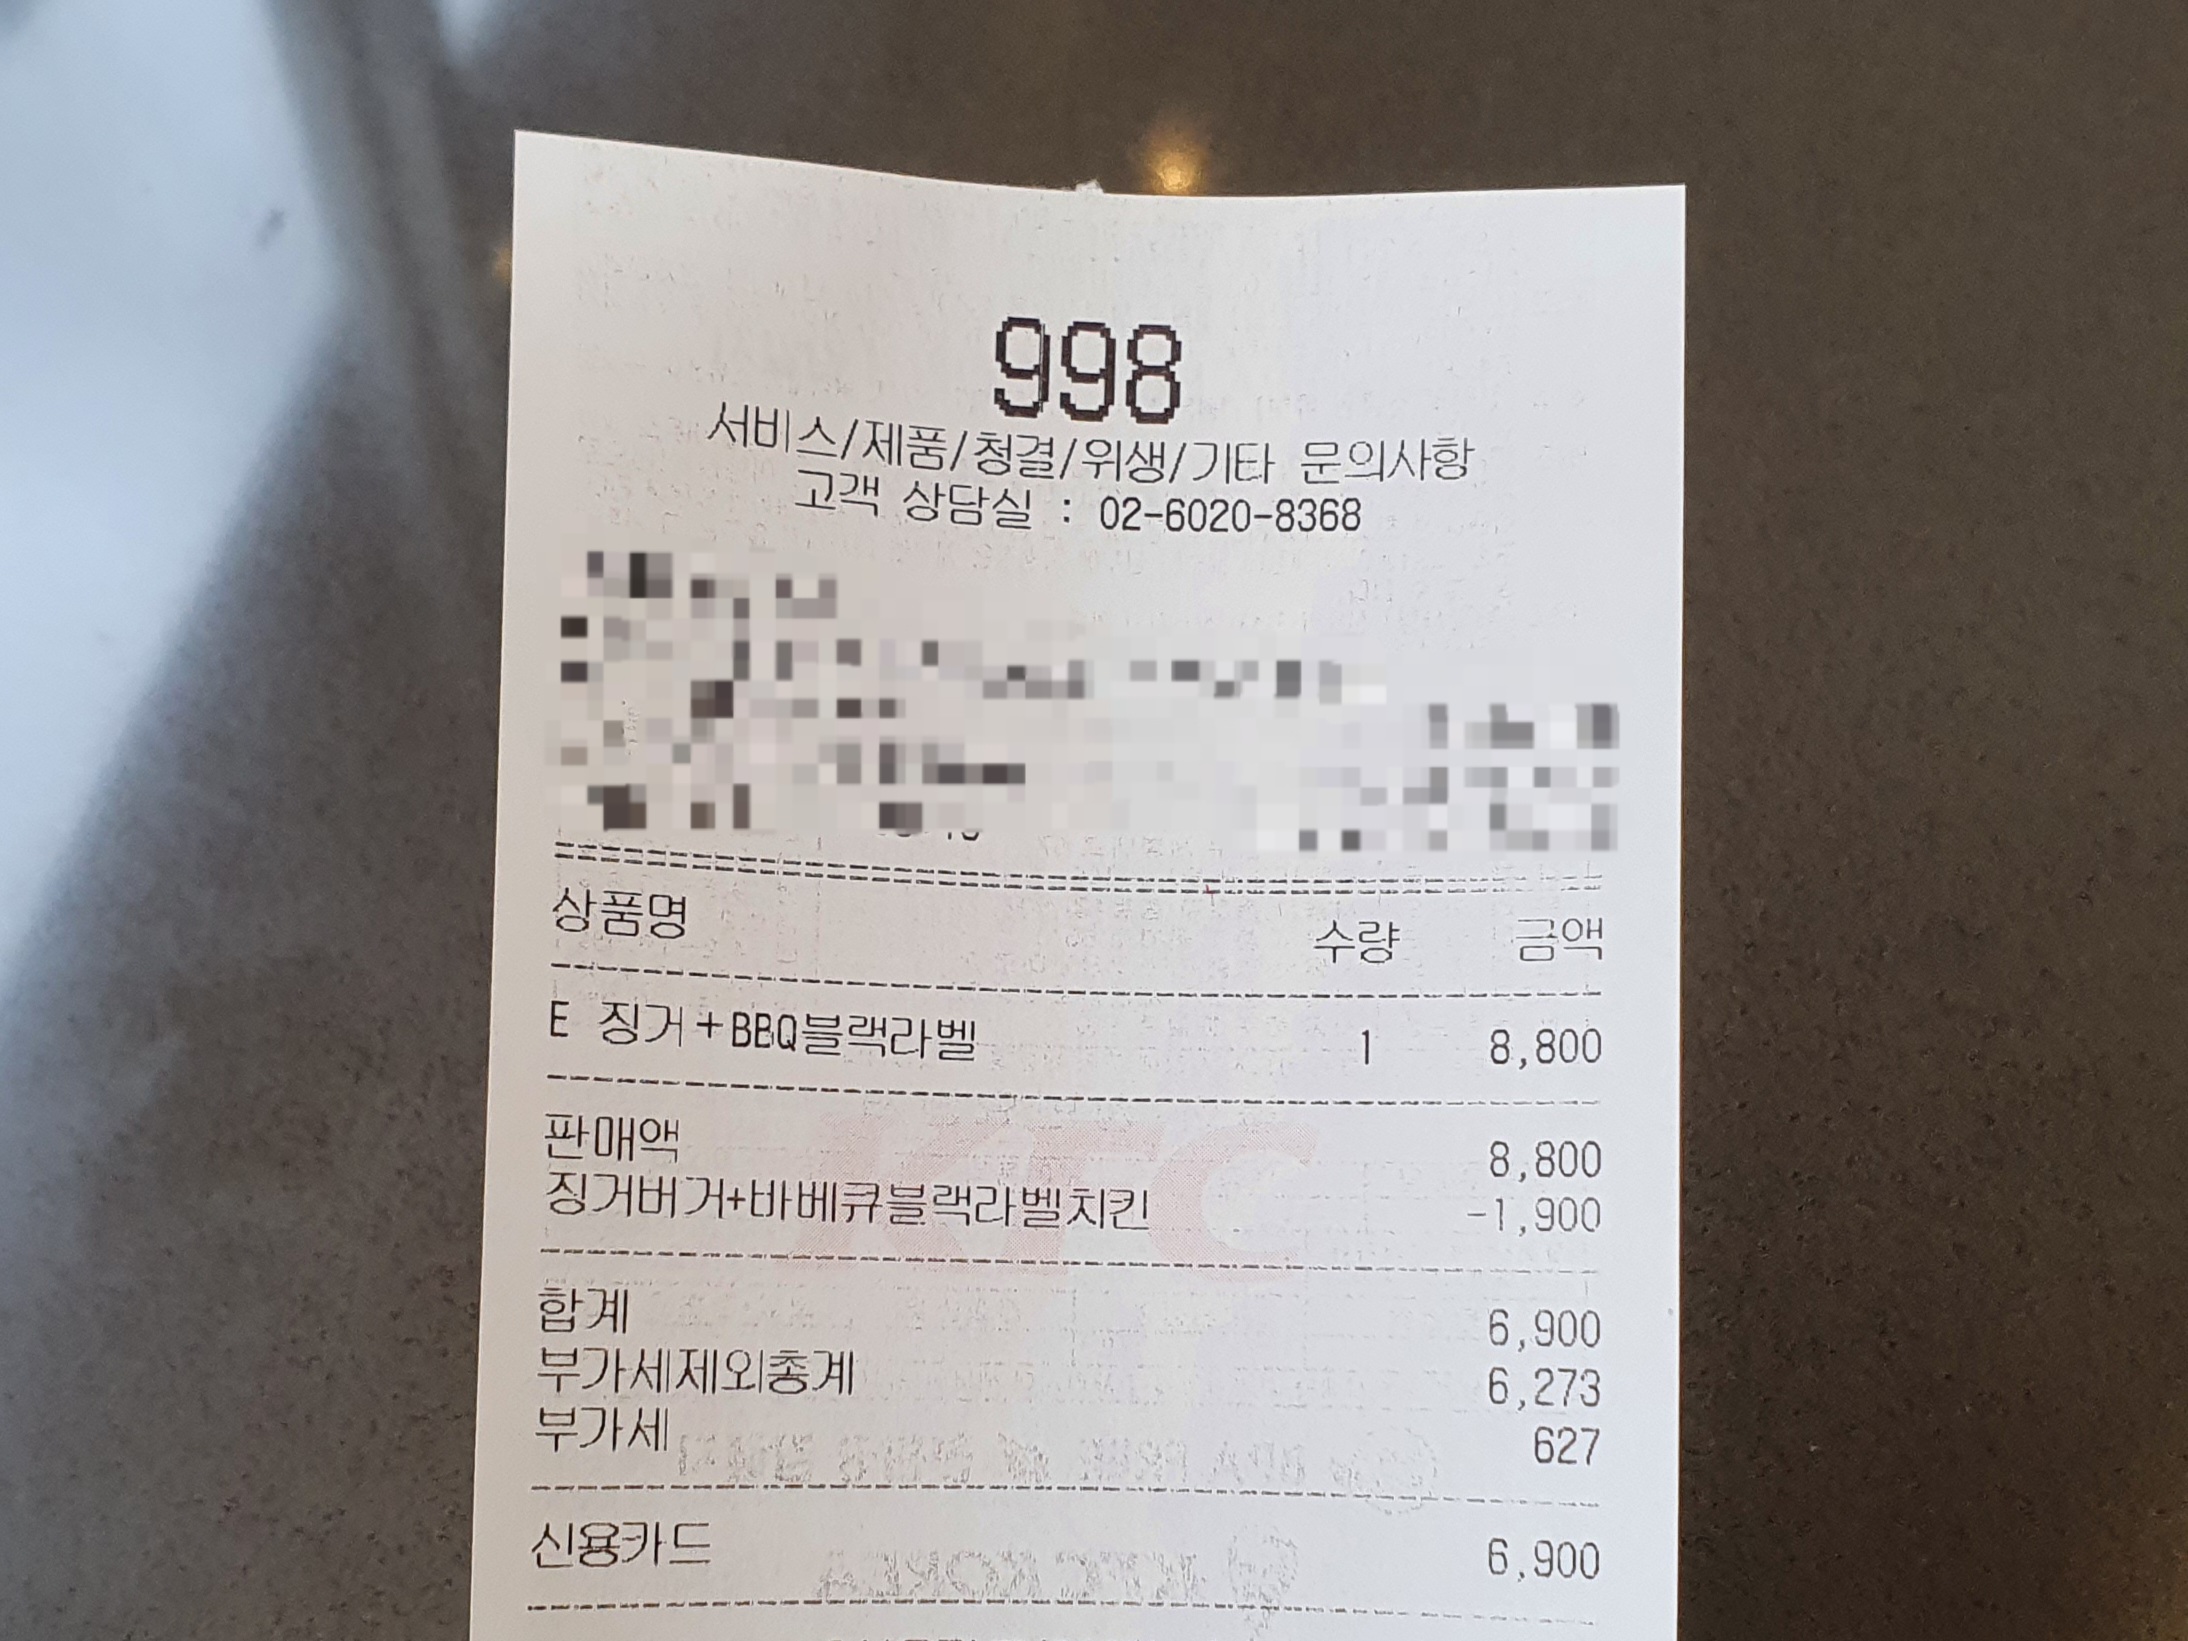 998
서비스/제품/청결/위생/기타 문의사항
고객 상담실 : 02-6020-8368
상품명 수량 금액
E 징거+BBQ블랙라벨 1 8,800
판매액 8,800
징거버거+바베큐블랙라벨치킨 -1,900
KFC
합계 6,900
부가세제외총계 6,273
부가세 627
신용카드 6,900